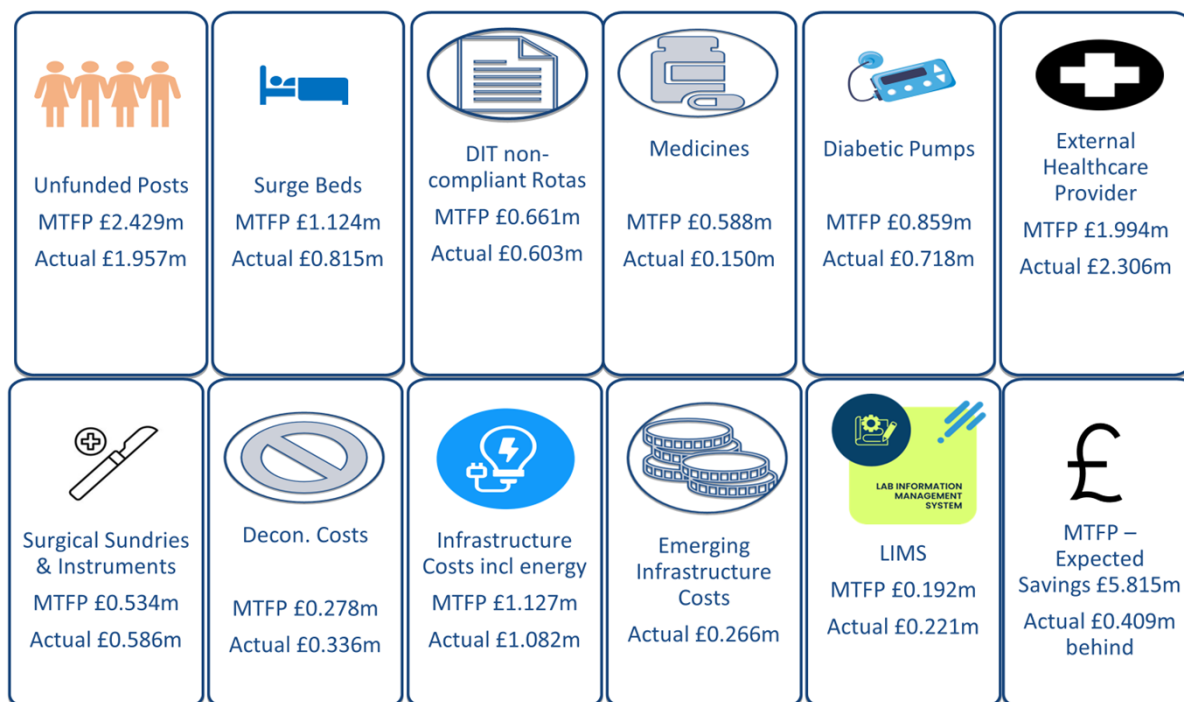 Unfunded Posts
MTFP £2.429m
Actual £1.957m
Surge Beds
MTFP £1.124m
Actual £0.815m
DIT non-
compliant Rotas
MTFP £0.661m
Actual £0.603m
Medicines
MTFP £0.588m
Actual £0.150m
Diabetic Pumps
MTFP £0.859m
Actual £0.718m
External
Healthcare
Provider
MTFP £1.994m
Actual £2.306m
Surgical Sundries
& Instruments
MTFP £0.534m
Actual £0.586m
Decon. Costs
MTFP £0.278m
Actual £0.336m
Infrastructure
Costs incl energy
MTFP £1.127m
Actual £1.082m
Emerging
Infrastructure
Costs
Actual £0.266m
LAB INFORMATION
MANAGEMENT
SYSTEM
LIMS
MTFP £0.192m
Actual £0.221m
£
MTFP –
Expected
Savings £5.815m
Actual £0.409m
behind